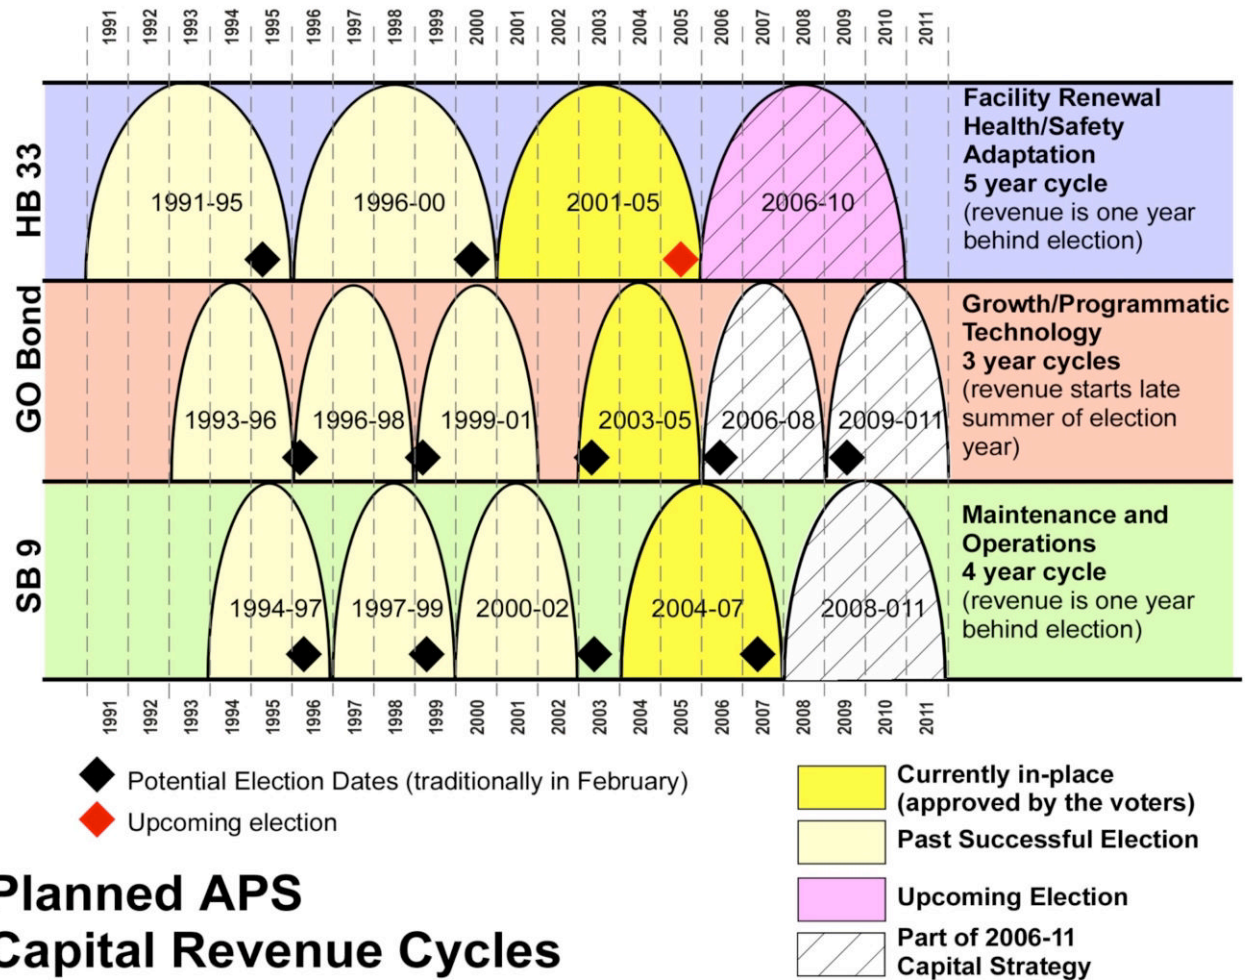 1991 1992 1993 1994 1995 1996 1997 1998 1999 2000 2001 2002 2003 2004 2005 2006 2007 2008 2009 2010 2011
HB 33
1991-95
1996-00
2001-05
2006-10
Facility Renewal
Health/Safety
Adaptation
5 year cycle
(revenue is one year
behind election)
GO Bond
1993-96
1996-98
1999-01
2003-05
2006-08
2009-011
Growth/Programmatic
Technology
3 year cycles
(revenue starts late
summer of election
year)
SB 9
1994-97
1997-99
2000-02
2004-07
2008-011
Maintenance and
Operations
4 year cycle
(revenue is one year
behind election)
1991 1992 1993 1994 1995 1996 1997 1998 1999 2000 2001 2002 2003 2004 2005 2006 2007 2008 2009 2010 2011
Potential Election Dates (traditionally in February)
Upcoming election
Currently in-place
(approved by the voters)
Past Successful Election
Upcoming Election
Part of 2006-11
Capital Strategy
Planned APS
Capital Revenue Cycles